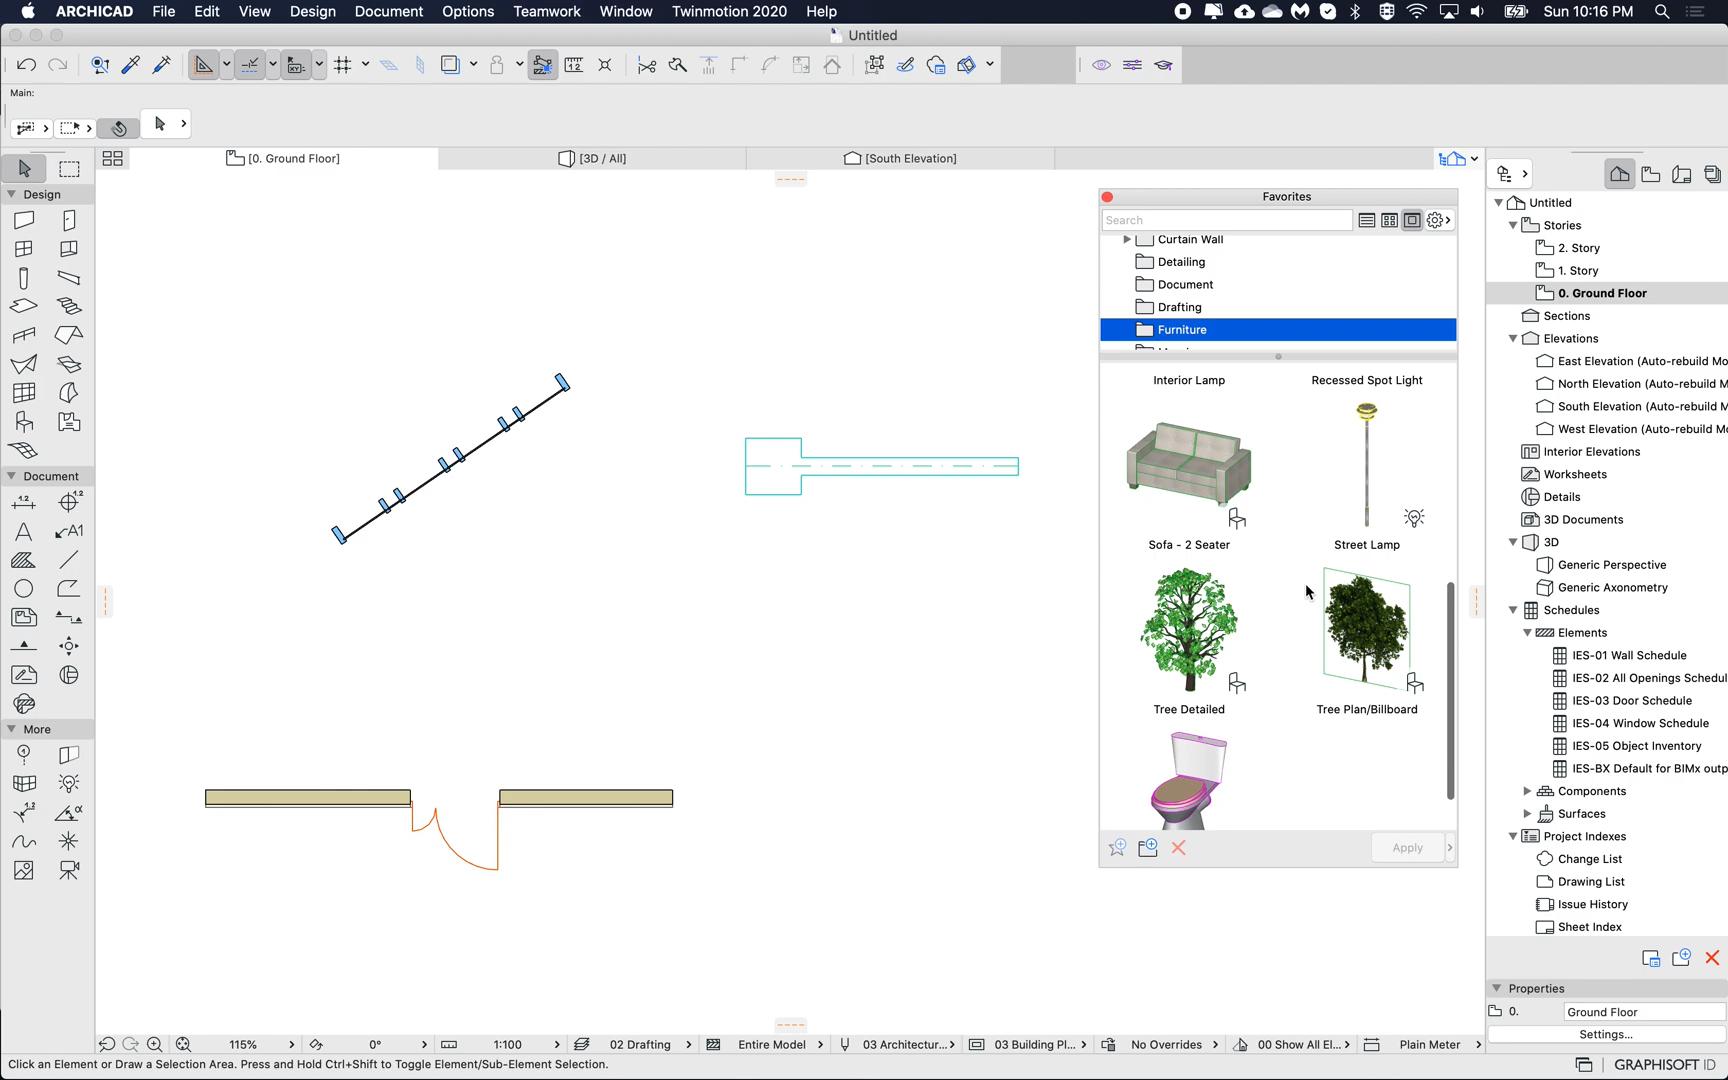 ARCHICAD File Edit View Design Document Options Teamwork Window Twinmotion 2020 Help Sun 10:16 PM
Untitled
Main:
[0. Ground Floor] [3D / All] [South Elevation]
Design
Document
More
Favorites
Search
Curtain Wall
Detailing
Document
Drafting
Furniture
Interior Lamp Recessed Spot Light
Sofa - 2 Seater Street Lamp
Tree Detailed Tree Plan/Billboard
Apply
Untitled
Stories
2. Story
1. Story
0. Ground Floor
Sections
Elevations
East Elevation (Auto-rebuild Mo
North Elevation (Auto-rebuild M
South Elevation (Auto-rebuild M
West Elevation (Auto-rebuild Mo
Interior Elevations
Worksheets
Details
3D Documents
3D
Generic Perspective
Generic Axonometry
Schedules
Elements
IES-01 Wall Schedule
IES-02 All Openings Schedul
IES-03 Door Schedule
IES-04 Window Schedule
IES-05 Object Inventory
IES-BX Default for BIMx outp
Components
Surfaces
Project Indexes
Change List
Drawing List
Issue History
Sheet Index
Properties
0. Ground Floor
Settings...
115% 0° 1:100 02 Drafting Entire Model 03 Architectur... 03 Building Pl... No Overrides 00 Show All El... Plain Meter
Click an Element or Draw a Selection Area. Press and Hold Ctrl+Shift to Toggle Element/Sub-Element Selection.
GRAPHISOFT ID